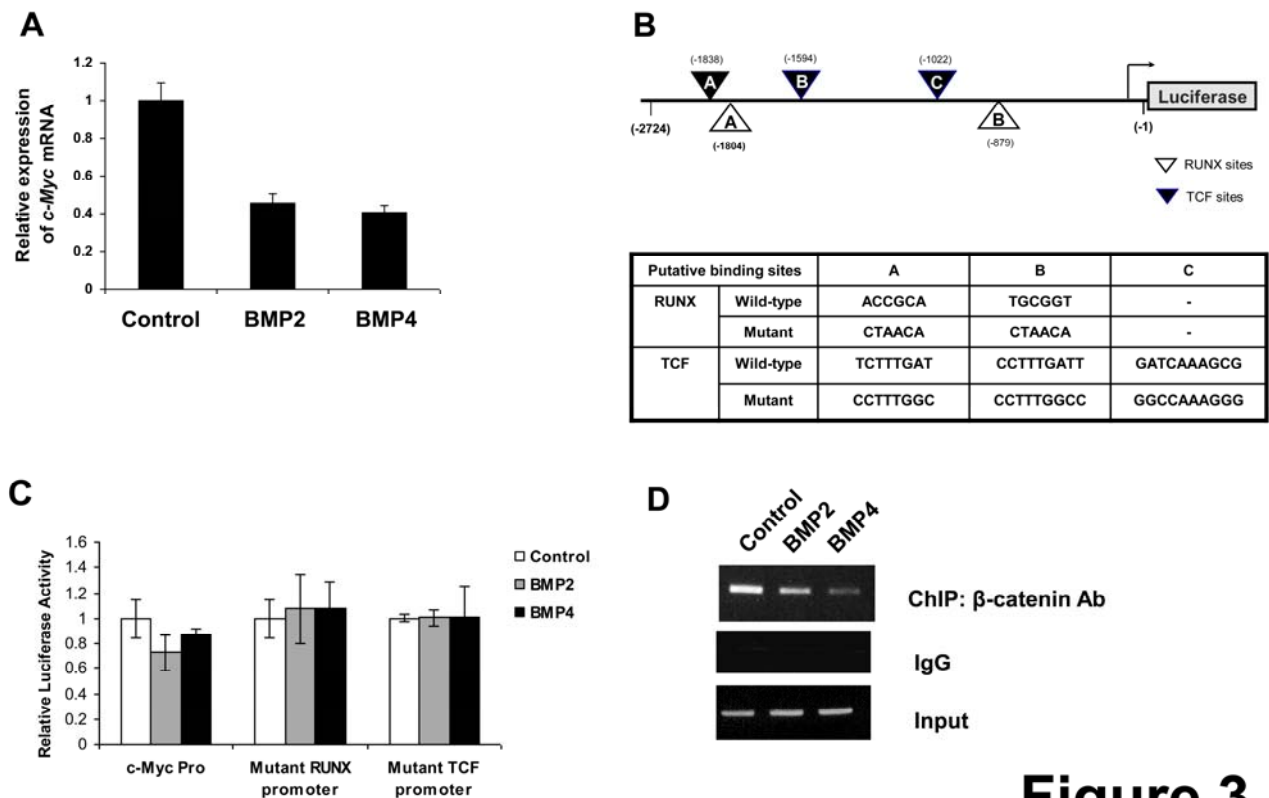 A
Relative expression
of c-Myc mRNA
1.2
1
0.8
0.6
0.4
0.2
0
Control BMP2 BMP4
B
(-1838) (-1594) (-1022)
A B C
Luciferase
(-2724) A B (-1)
(-1804) (-879)
RUNX sites
TCF sites
Putative binding sites A B C
RUNX Wild-type ACCGCA TGCGGT -
Mutant CTAACA CTAACA -
TCF Wild-type TCTTTGAT CCTTTGATT GATCAAAGCG
Mutant CCTTTGGC CCTTTGGCC GGCCAAAGGG
C
Relative Luciferase Activity
1.6
1.4
1.2
1
0.8
0.6
0.4
0.2
0
Control
BMP2
BMP4
c-Myc Pro Mutant RUNX Mutant TCF
promoter promoter
D
Control BMP2 BMP4
ChIP: β-catenin Ab
IgG
Input
Figure 3